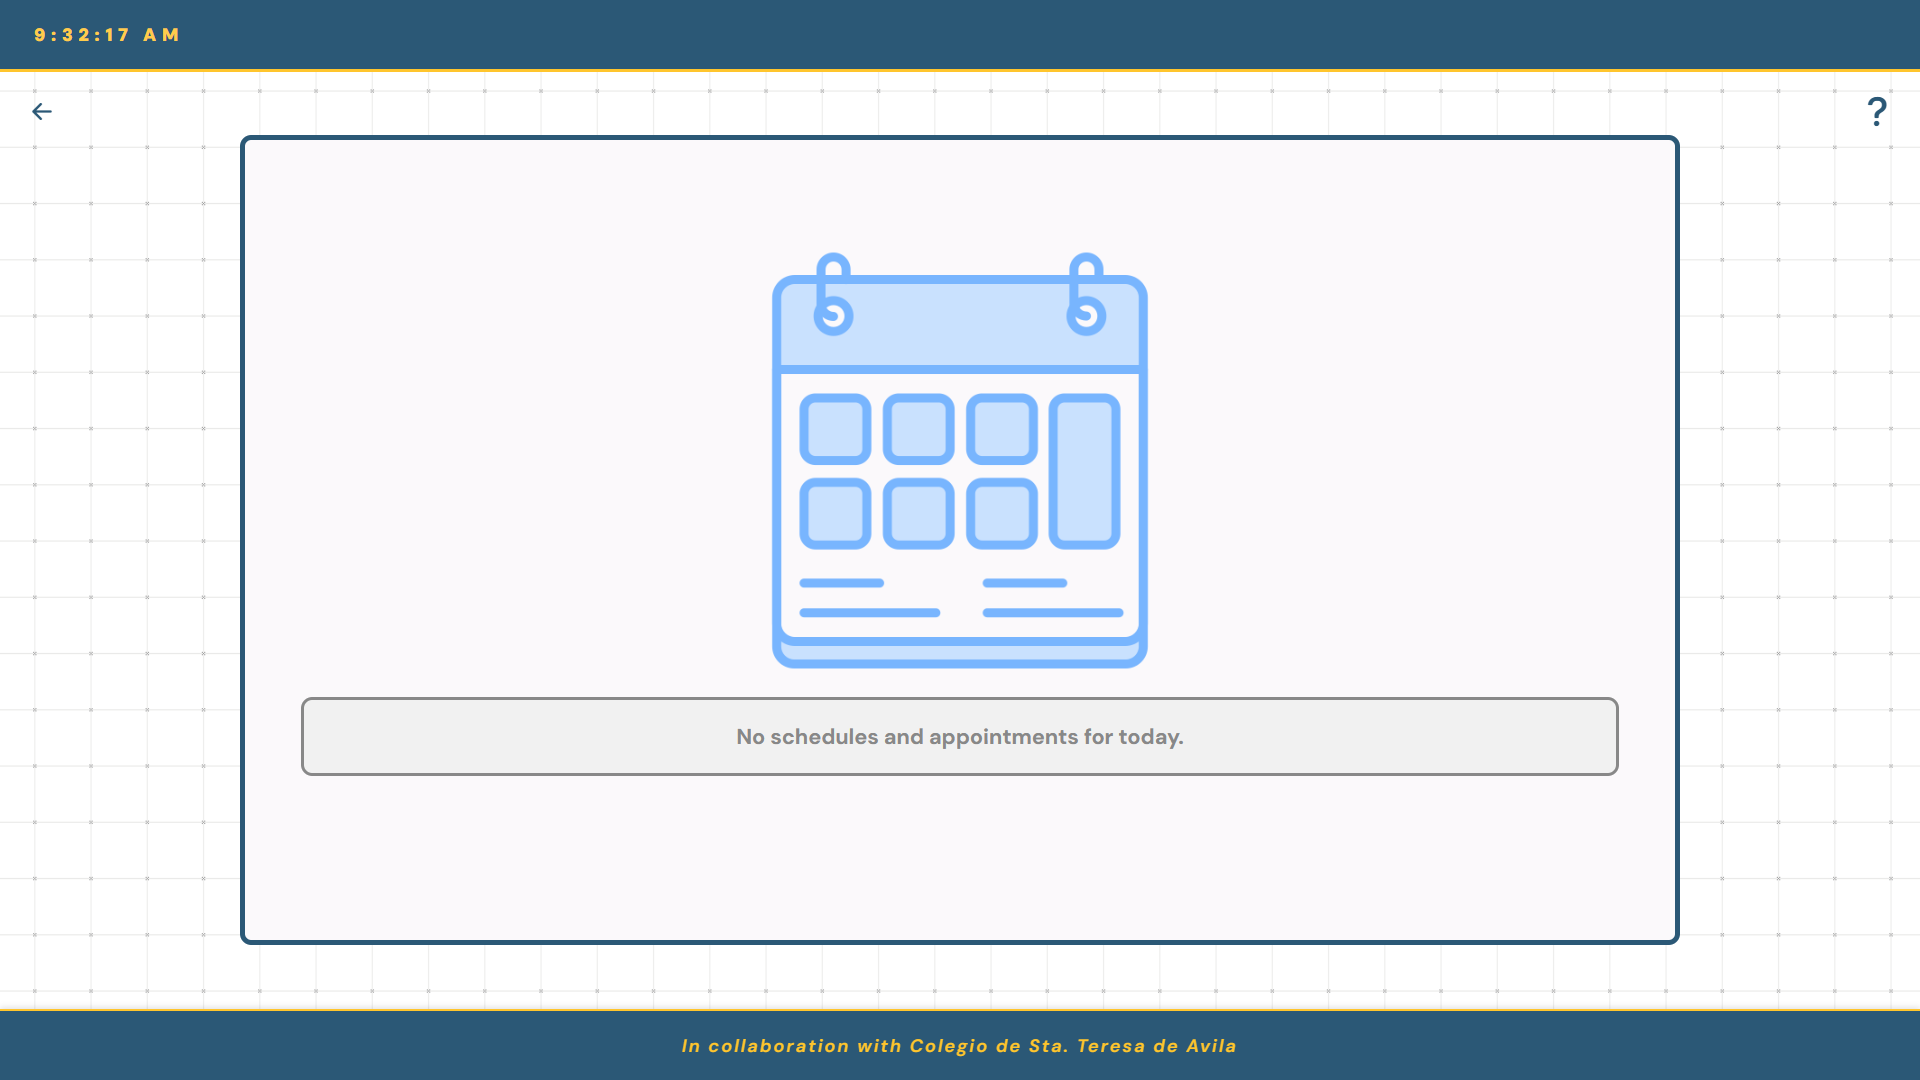 9:32:17 AM
?
No schedules and appointments for today.
In collaboration with Colegio de Sta. Teresa de Avila